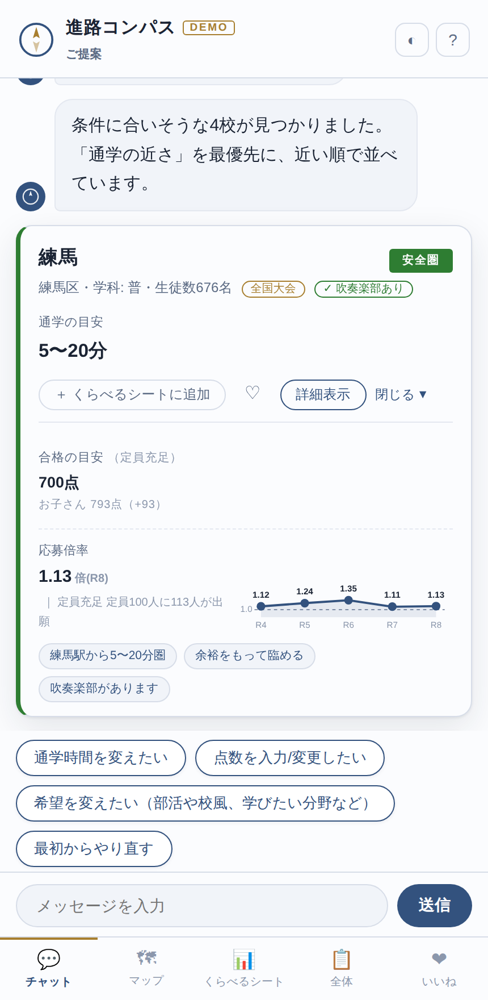 進路コンパス DEMO
ご提案
?
条件に合いそうな4校が見つかりました。
「通学の近さ」を最優先に、近い順で並べ
ています。
練馬
安全圏
練馬区・学科: 普・生徒数676名 全国大会 ✓ 吹奏楽部あり
通学の目安
5〜20分
＋ くらべるシートに追加 ♡ 詳細表示 閉じる ▾
合格の目安 （定員充足）
700点
お子さん 793点（+93）
応募倍率
1.13 倍(R8)
｜ 定員充足 定員100人に113人が出
願
1.12 1.24 1.35 1.11 1.13
1.0
R4 R5 R6 R7 R8
練馬駅から5〜20分圏 余裕をもって臨める
吹奏楽部があります
通学時間を変えたい 点数を入力/変更したい
希望を変えたい（部活や校風、学びたい分野など）
最初からやり直す
メッセージを入力 送信
チャット マップ くらべるシート 全体 いいね